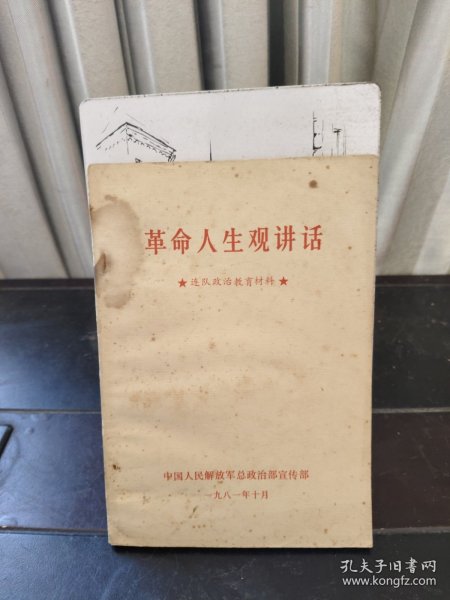 革命人生观讲话
★连队政治教育材料★
中国人民解放军总政治部宣传部
一九八一年十月
孔夫子旧书网
www.kongfz.com